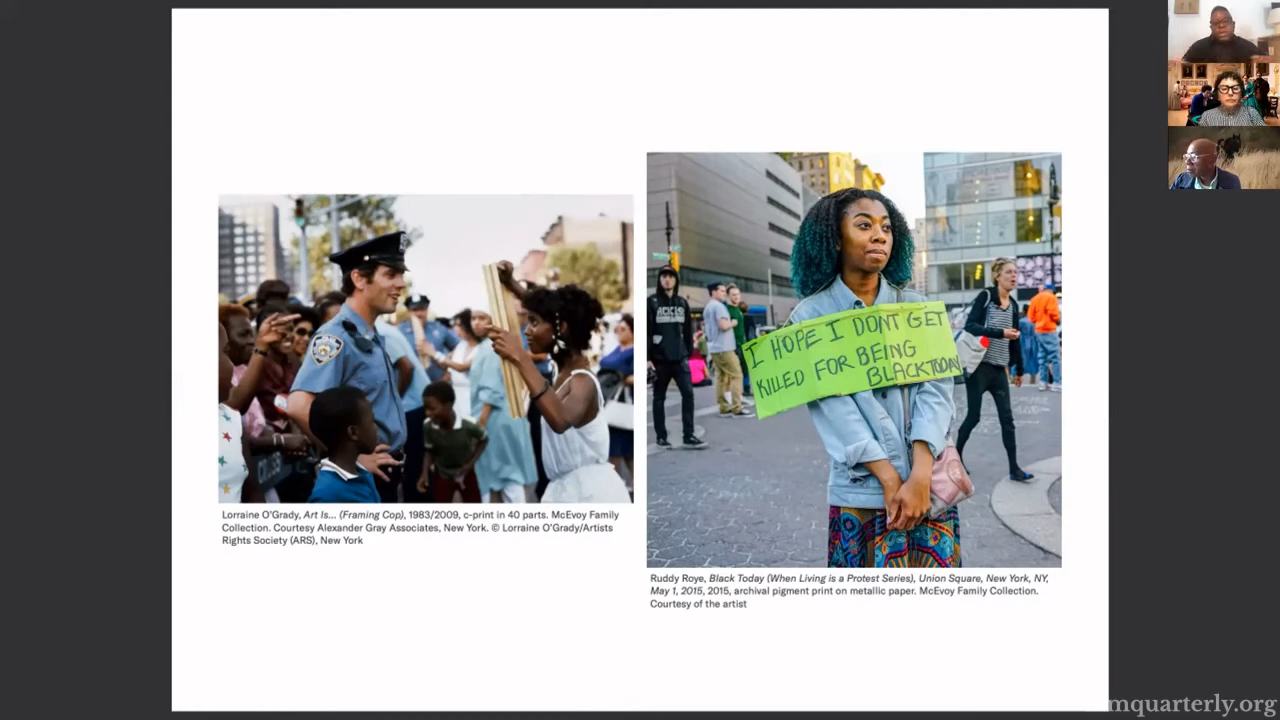 I HOPE I DONT GET
KILLED FOR BEING
BLACKTODAY
Lorraine O'Grady, Art Is... (Framing Cop), 1983/2009, c-print in 40 parts. McEvoy Family
Collection. Courtesy Alexander Gray Associates, New York. © Lorraine O'Grady/Artists
Rights Society (ARS), New York
Ruddy Roye, Black Today (When Living is a Protest Series), Union Square, New York, NY,
May 1, 2015, 2015, archival pigment print on metallic paper. McEvoy Family Collection.
Courtesy of the artist
mquarterly.org